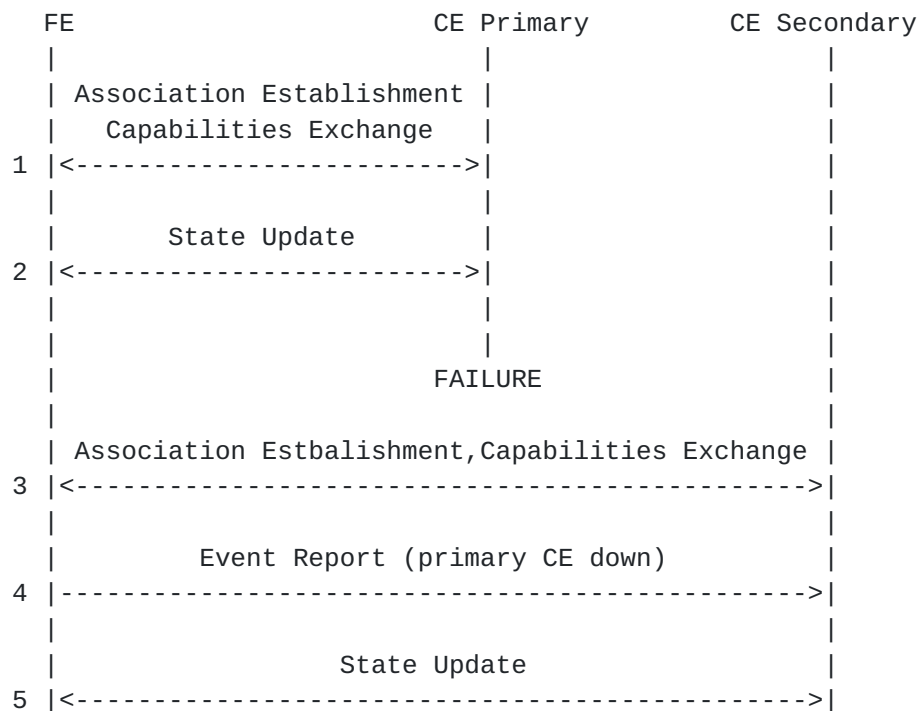 FE CE Primary CE Secondary
Association Establishment
Capabilities Exchange
1
State Update
2
FAILURE
Association Estbalishment,Capabilities Exchange
3
Event Report (primary CE down)
4
State Update
5